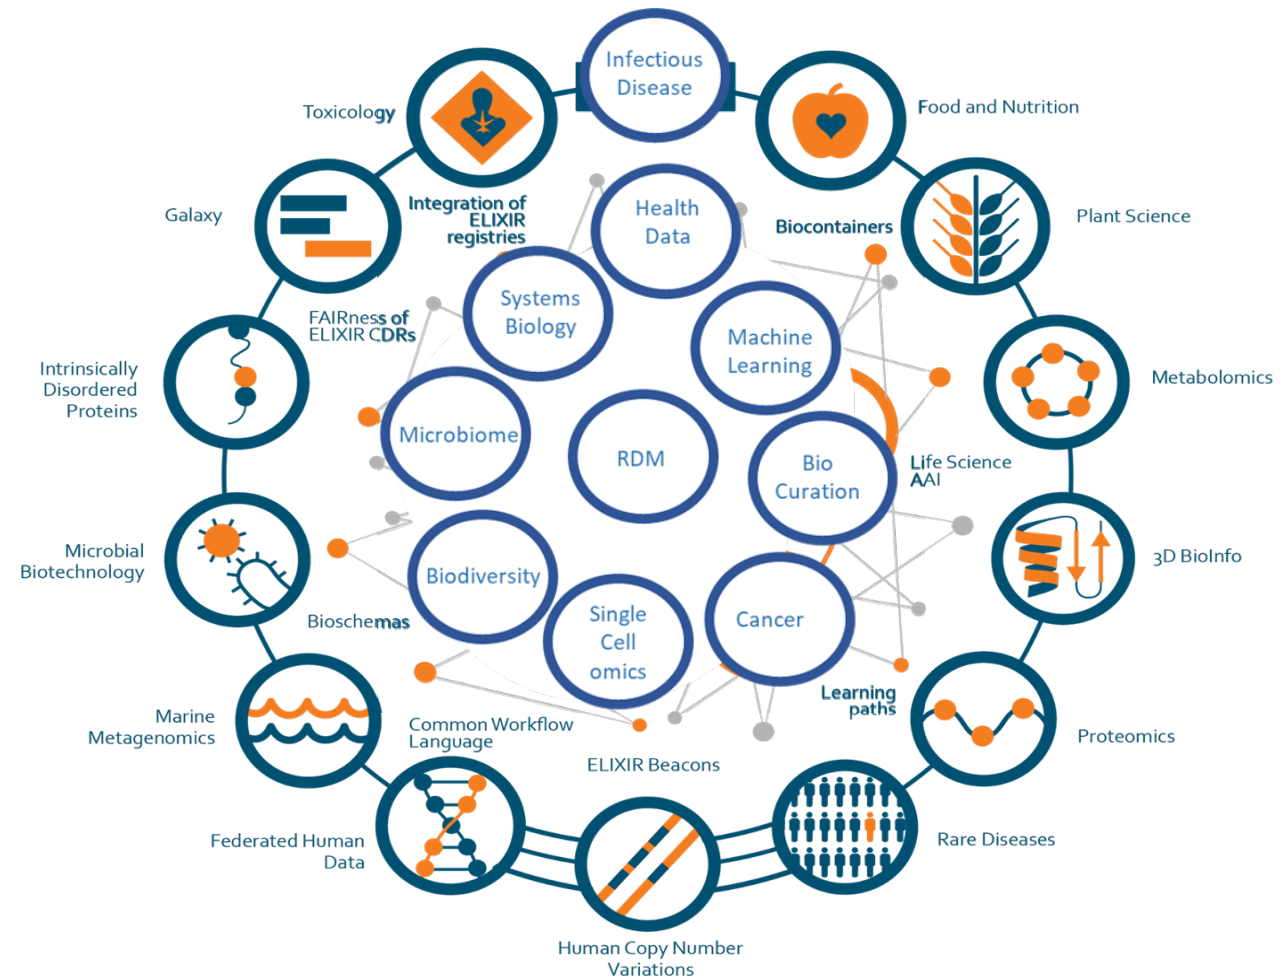 Infectious
Disease
Toxicology
Food and Nutrition
Galaxy
Integration of
ELIXIR
registries
Health
Data
Biocontainers
Plant Science
Systems
Biology
FAIRness of
ELIXIR CDRs
Machine
Learning
Intrinsically
Disordered
Proteins
Metabolomics
Microbiome
RDM
Bio
Curation
Life Science
AAI
Microbial
Biotechnology
Biodiversity
3D BioInfo
Bioschemas
Single
Cell
omics
Cancer
Learning
paths
Marine
Metagenomics
Common Workflow
Language
Proteomics
ELIXIR Beacons
Federated Human
Data
Rare Diseases
Human Copy Number
Variations